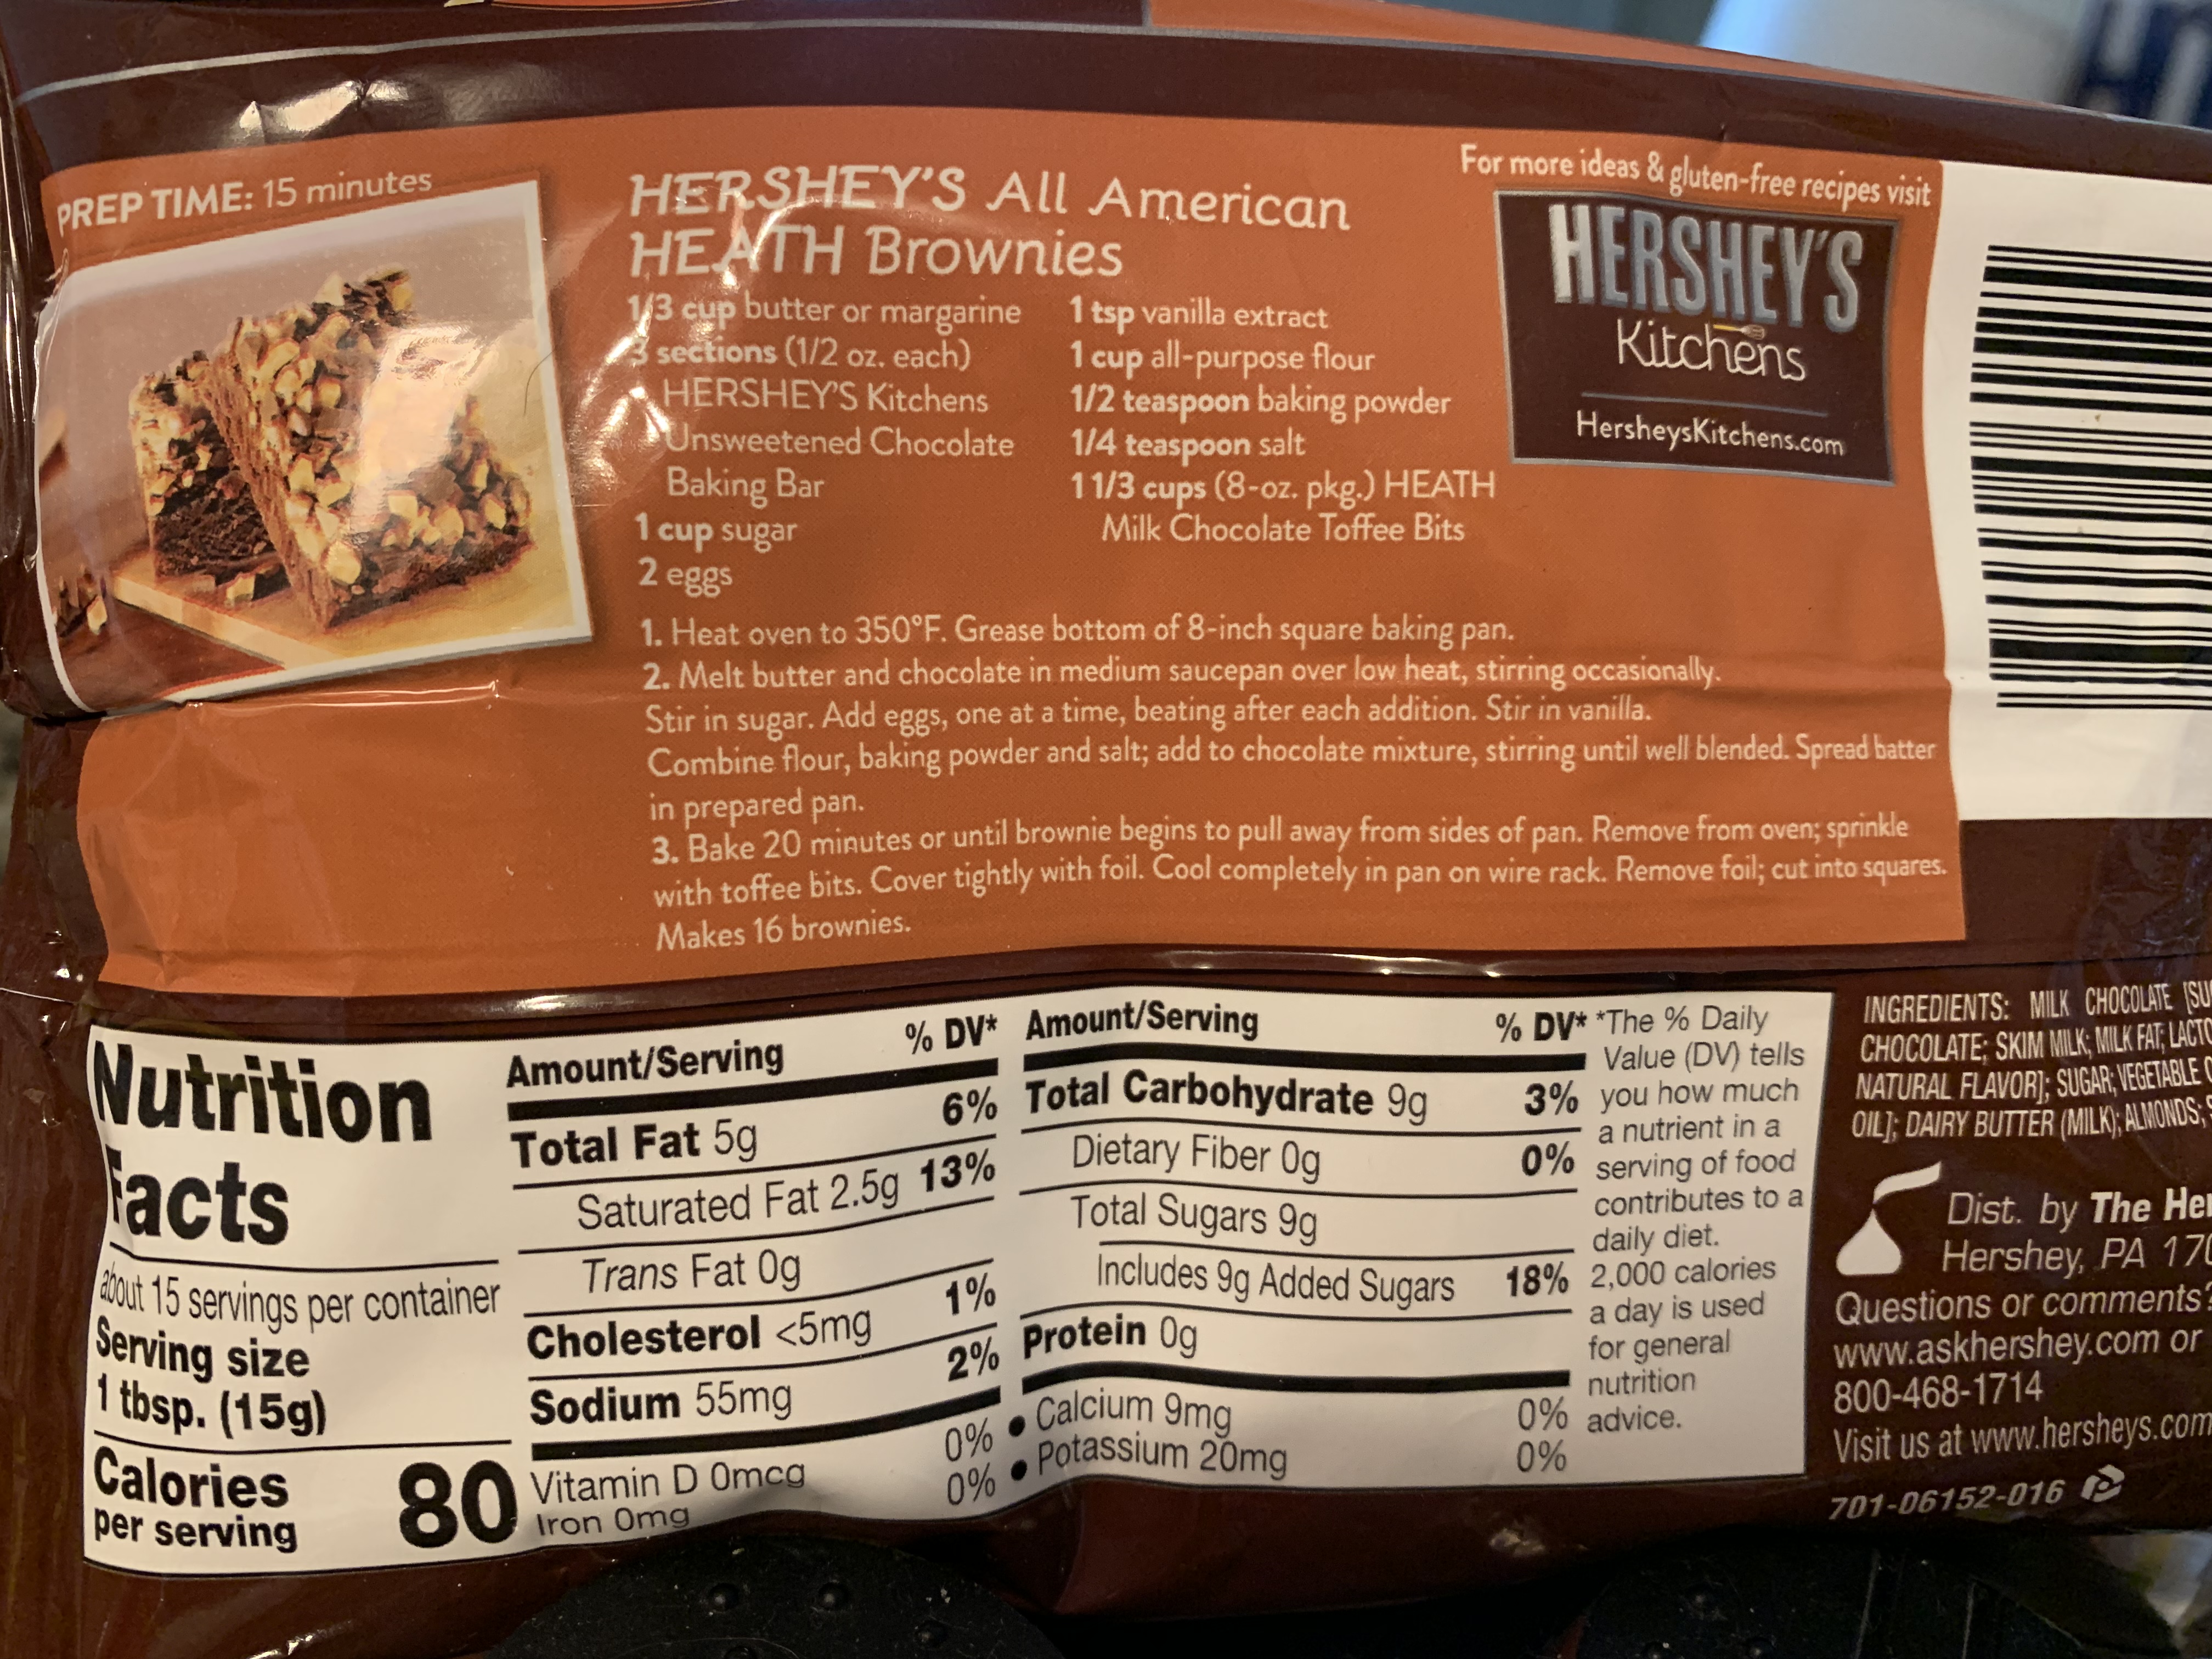 PREP TIME: 15 minutes
HERSHEY'S All American
HEATH Brownies
1/3 cup butter or margarine
3 sections (1/2 oz. each)
HERSHEY'S Kitchens
Unsweetened Chocolate
Baking Bar
1 cup sugar
2 eggs
1 tsp vanilla extract
1 cup all-purpose flour
1/2 teaspoon baking powder
1/4 teaspoon salt
1 1/3 cups (8-oz. pkg.) HEATH
Milk Chocolate Toffee Bits
For more ideas & gluten-free recipes visit
HERSHEY'S
Kitchens
HersheysKitchens.com
1. Heat oven to 350°F. Grease bottom of 8-inch square baking pan.
2. Melt butter and chocolate in medium saucepan over low heat, stirring occasionally.
Stir in sugar. Add eggs, one at a time, beating after each addition. Stir in vanilla.
Combine flour, baking powder and salt; add to chocolate mixture, stirring until well blended. Spread batter
in prepared pan.
3. Bake 20 minutes or until brownie begins to pull away from sides of pan. Remove from oven; sprinkle
with toffee bits. Cover tightly with foil. Cool completely in pan on wire rack. Remove foil; cut into squares.
Makes 16 brownies.
Nutrition
Facts
about 15 servings per container
Serving size
1 tbsp. (15g)
Calories
per serving
80
Amount/Serving % DV*
Total Fat 5g 6%
Saturated Fat 2.5g 13%
Trans Fat 0g
Cholesterol <5mg 1%
Sodium 55mg 2%
Vitamin D 0mcg 0%
Iron 0mg 0%
Amount/Serving % DV*
Total Carbohydrate 9g 3%
Dietary Fiber 0g 0%
Total Sugars 9g
Includes 9g Added Sugars 18%
Protein 0g
• Calcium 9mg 0%
• Potassium 20mg 0%
*The % Daily
Value (DV) tells
you how much
a nutrient in a
serving of food
contributes to a
daily diet.
2,000 calories
a day is used
for general
nutrition
advice.
INGREDIENTS: MILK CHOCOLATE [SU
CHOCOLATE; SKIM MILK; MILK FAT; LACTO
NATURAL FLAVOR]; SUGAR; VEGETABLE
OIL]; DAIRY BUTTER (MILK); ALMONDS;
Dist. by The He
Hershey, PA 170
Questions or comments?
www.askhershey.com or
800-468-1714
Visit us at www.hersheys.com
701-06152-016